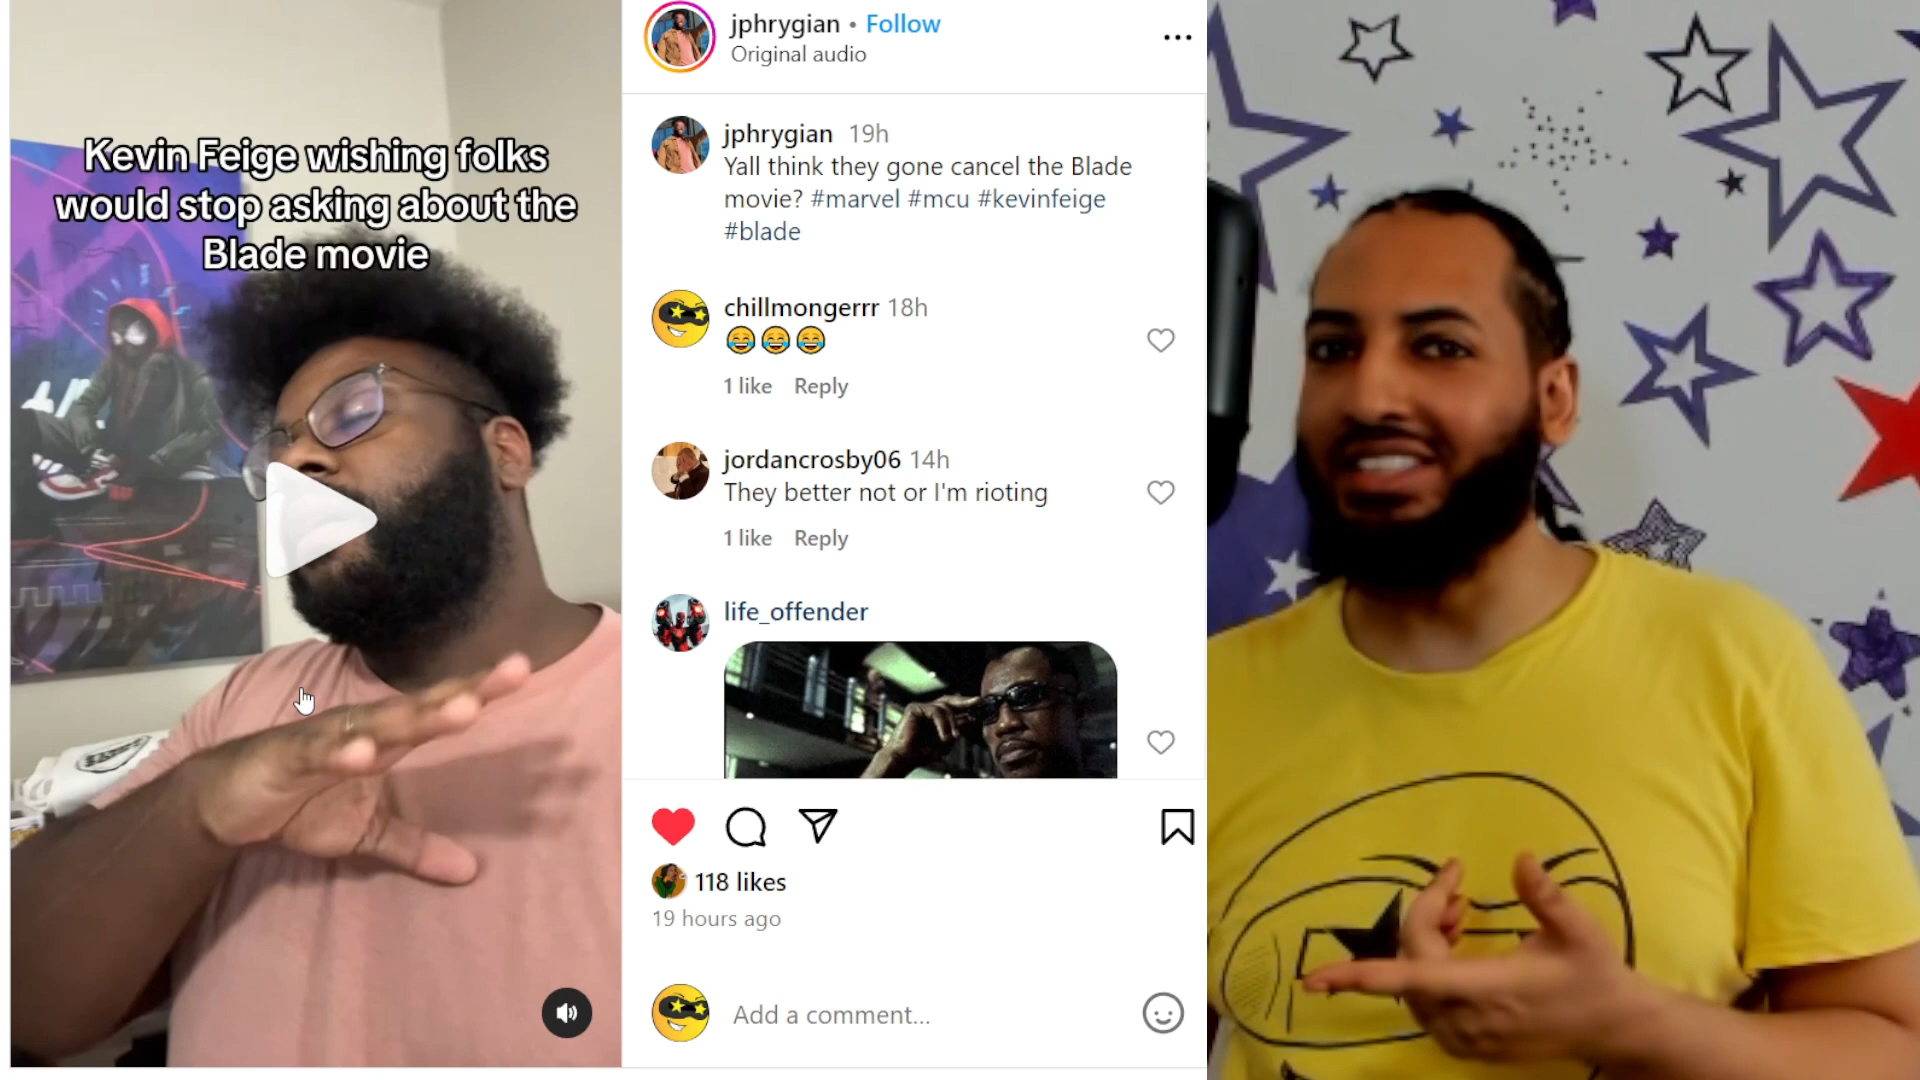 Kevin Feige wishing folks
would stop asking about the
Blade movie
jphrygian • Follow
Original audio
jphrygian 19h
Yall think they gone cancel the Blade
movie? #marvel #mcu #kevinfeige
#blade
chillmongerrr 18h
😂😂😂
1 like Reply
jordancrosby06 14h
They better not or I'm rioting
1 like Reply
life_offender
118 likes
19 hours ago
Add a comment...